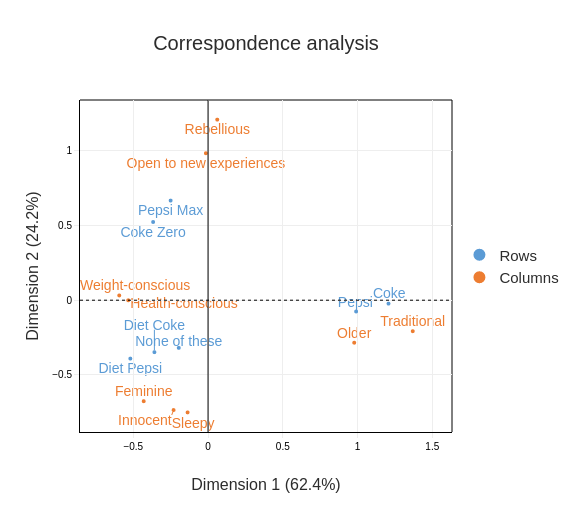 Correspondence analysis
Dimension 2 (24.2%)
1
0.5
0
−0.5
Rebellious
Open to new experiences
Pepsi Max
Coke Zero
Weight-conscious
Health-conscious
Coke
Pepsi
Traditional
Older
Diet Coke
None of these
Diet Pepsi
Feminine
Innocent
Sleepy
−0.5
0
0.5
1
1.5
Dimension 1 (62.4%)
Rows
Columns